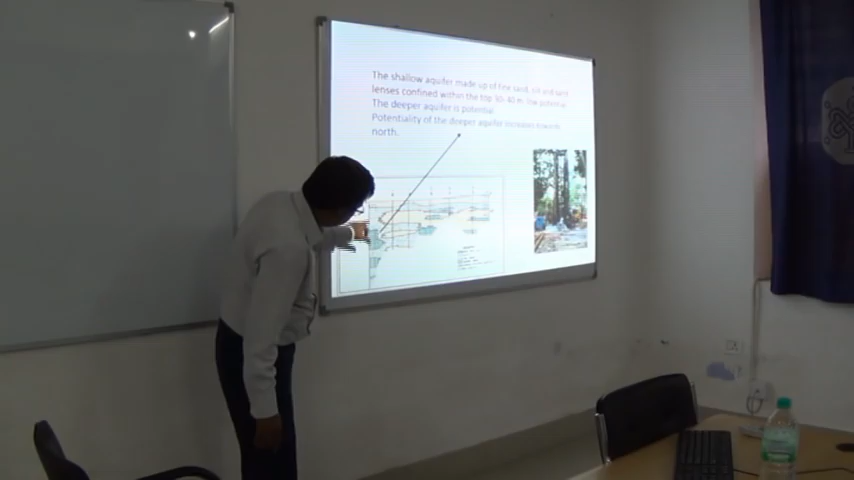 The shallow aquifer made up of fine sand, silt and sand
lenses confined within the top 30- 40 m. low potential
The deeper aquifer is potential.
Potentiality of the deeper aquifer increases towards
north.